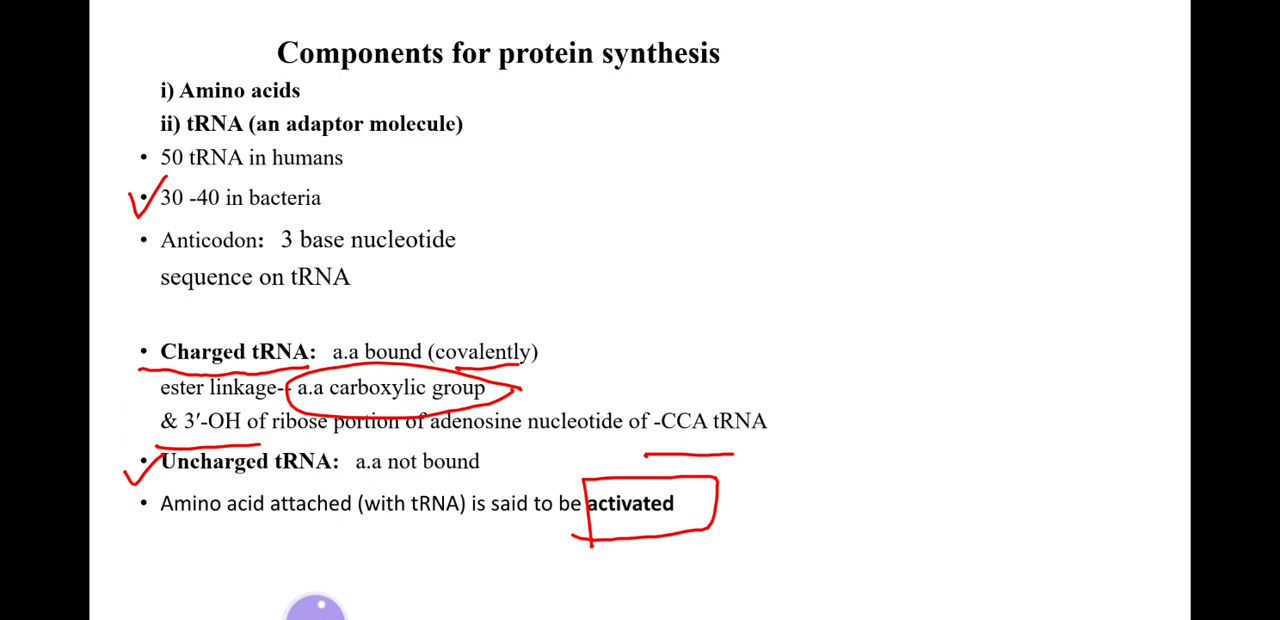 Components for protein synthesis
i) Amino acids
ii) tRNA (an adaptor molecule)
• 50 tRNA in humans
• 30 -40 in bacteria
• Anticodon: 3 base nucleotide
sequence on tRNA
• Charged tRNA: a.a bound (covalently)
ester linkage-- a.a carboxylic group
& 3′-OH of ribose portion of adenosine nucleotide of -CCA tRNA
• Uncharged tRNA: a.a not bound
• Amino acid attached (with tRNA) is said to be activated